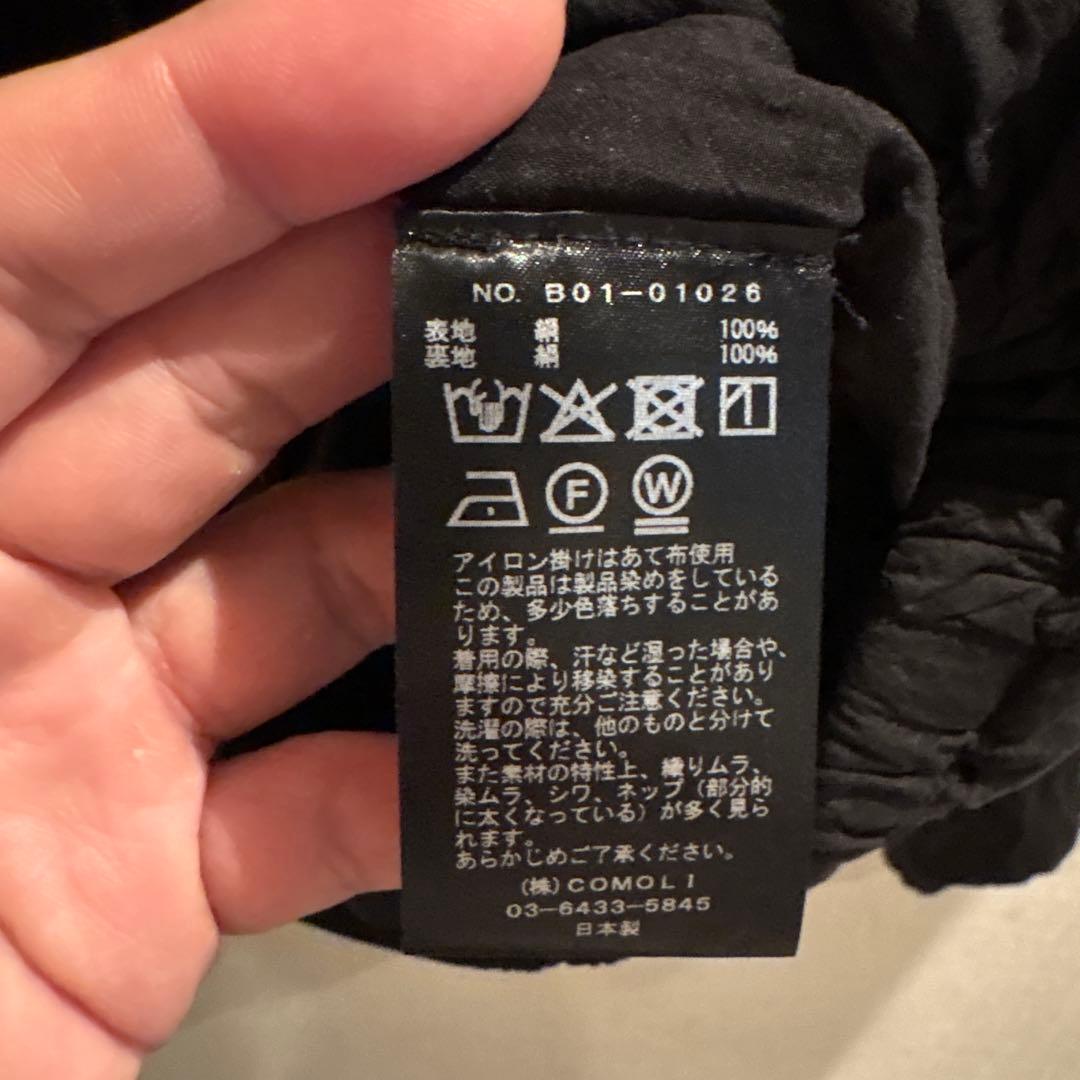 NO. B01-01026
表地 絹 100%
裏地 絹 100%
F W
アイロン掛けはあて布使用
この製品は製品染めをしている
ため、多少色落ちすることがあ
ります。
着用の際、汗など湿った場合や、
摩擦により移染することがあり
ますので充分ご注意ください。
洗濯の際は、他のものと分けて
洗ってください。
また素材の特性上、織りムラ、
染ムラ、シワ、ネップ（部分的
に太くなっている）が多く見ら
れます。
あらかじめご了承ください。
(株)COMOLI
03-6433-5845
日本製